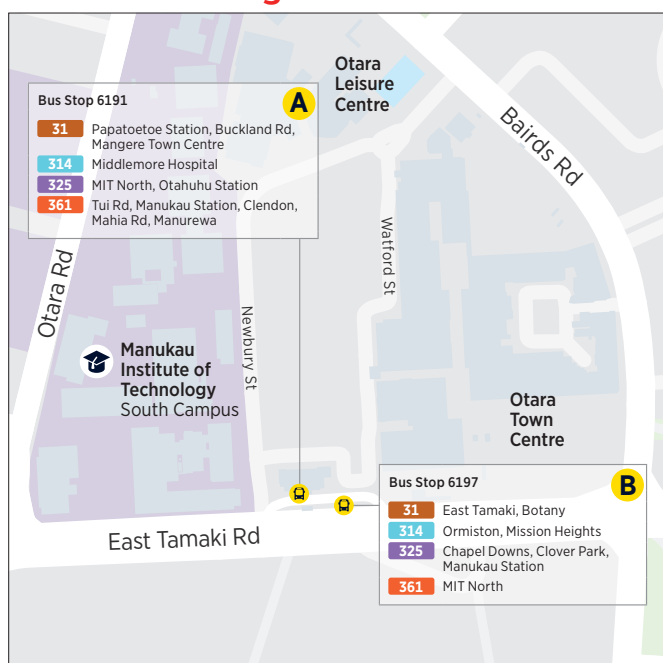 Otara
Leisure
Centre
Bus Stop 6191
A
31 Papatoetoe Station, Buckland Rd,
Mangere Town Centre
314 Middlemore Hospital
325 MIT North, Otahuhu Station
361 Tui Rd, Manukau Station, Clendon,
Mahia Rd, Manurewa
Bairds Rd
Watford St
Otara Rd
Newbury St
Manukau
Institute of
Technology
South Campus
Otara
Town
Centre
Bus Stop 6197
B
31 East Tamaki, Botany
314 Ormiston, Mission Heights
325 Chapel Downs, Clover Park,
Manukau Station
361 MIT North
East Tamaki Rd